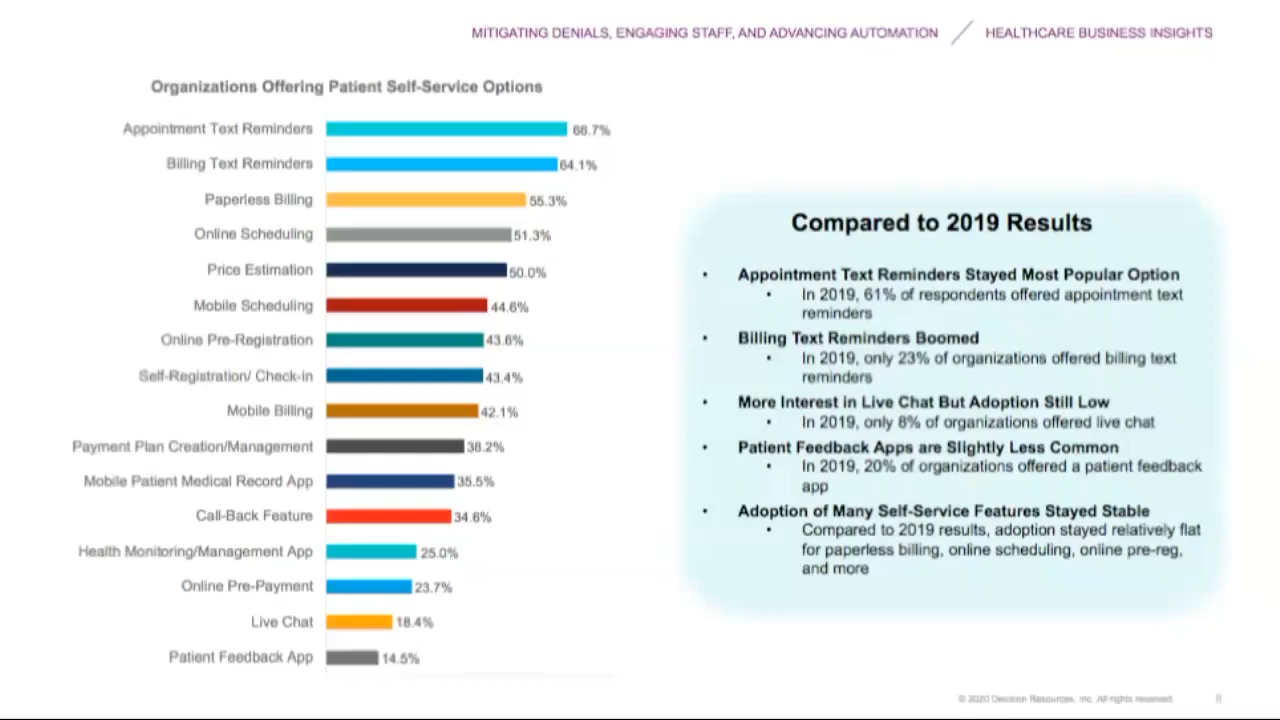 MITIGATING DENIALS, ENGAGING STAFF, AND ADVANCING AUTOMATION / HEALTHCARE BUSINESS INSIGHTS
Organizations Offering Patient Self-Service Options
Appointment Text Reminders 66.7%
Billing Text Reminders 64.1%
Paperless Billing 55.3%
Online Scheduling 51.3%
Price Estimation 50.0%
Mobile Scheduling 44.6%
Online Pre-Registration 43.6%
Self-Registration/ Check-in 43.4%
Mobile Billing 42.1%
Payment Plan Creation/Management 38.2%
Mobile Patient Medical Record App 35.5%
Call-Back Feature 34.6%
Health Monitoring/Management App 25.0%
Online Pre-Payment 23.7%
Live Chat 18.4%
Patient Feedback App 14.5%
Compared to 2019 Results
• Appointment Text Reminders Stayed Most Popular Option
• In 2019, 61% of respondents offered appointment text
reminders
• Billing Text Reminders Boomed
• In 2019, only 23% of organizations offered billing text
reminders
• More Interest in Live Chat But Adoption Still Low
• In 2019, only 8% of organizations offered live chat
• Patient Feedback Apps are Slightly Less Common
• In 2019, 20% of organizations offered a patient feedback
app
• Adoption of Many Self-Service Features Stayed Stable
• Compared to 2019 results, adoption stayed relatively flat
for paperless billing, online scheduling, online pre-reg,
and more
© 2020 Decision Resources, Inc. All rights reserved. 8